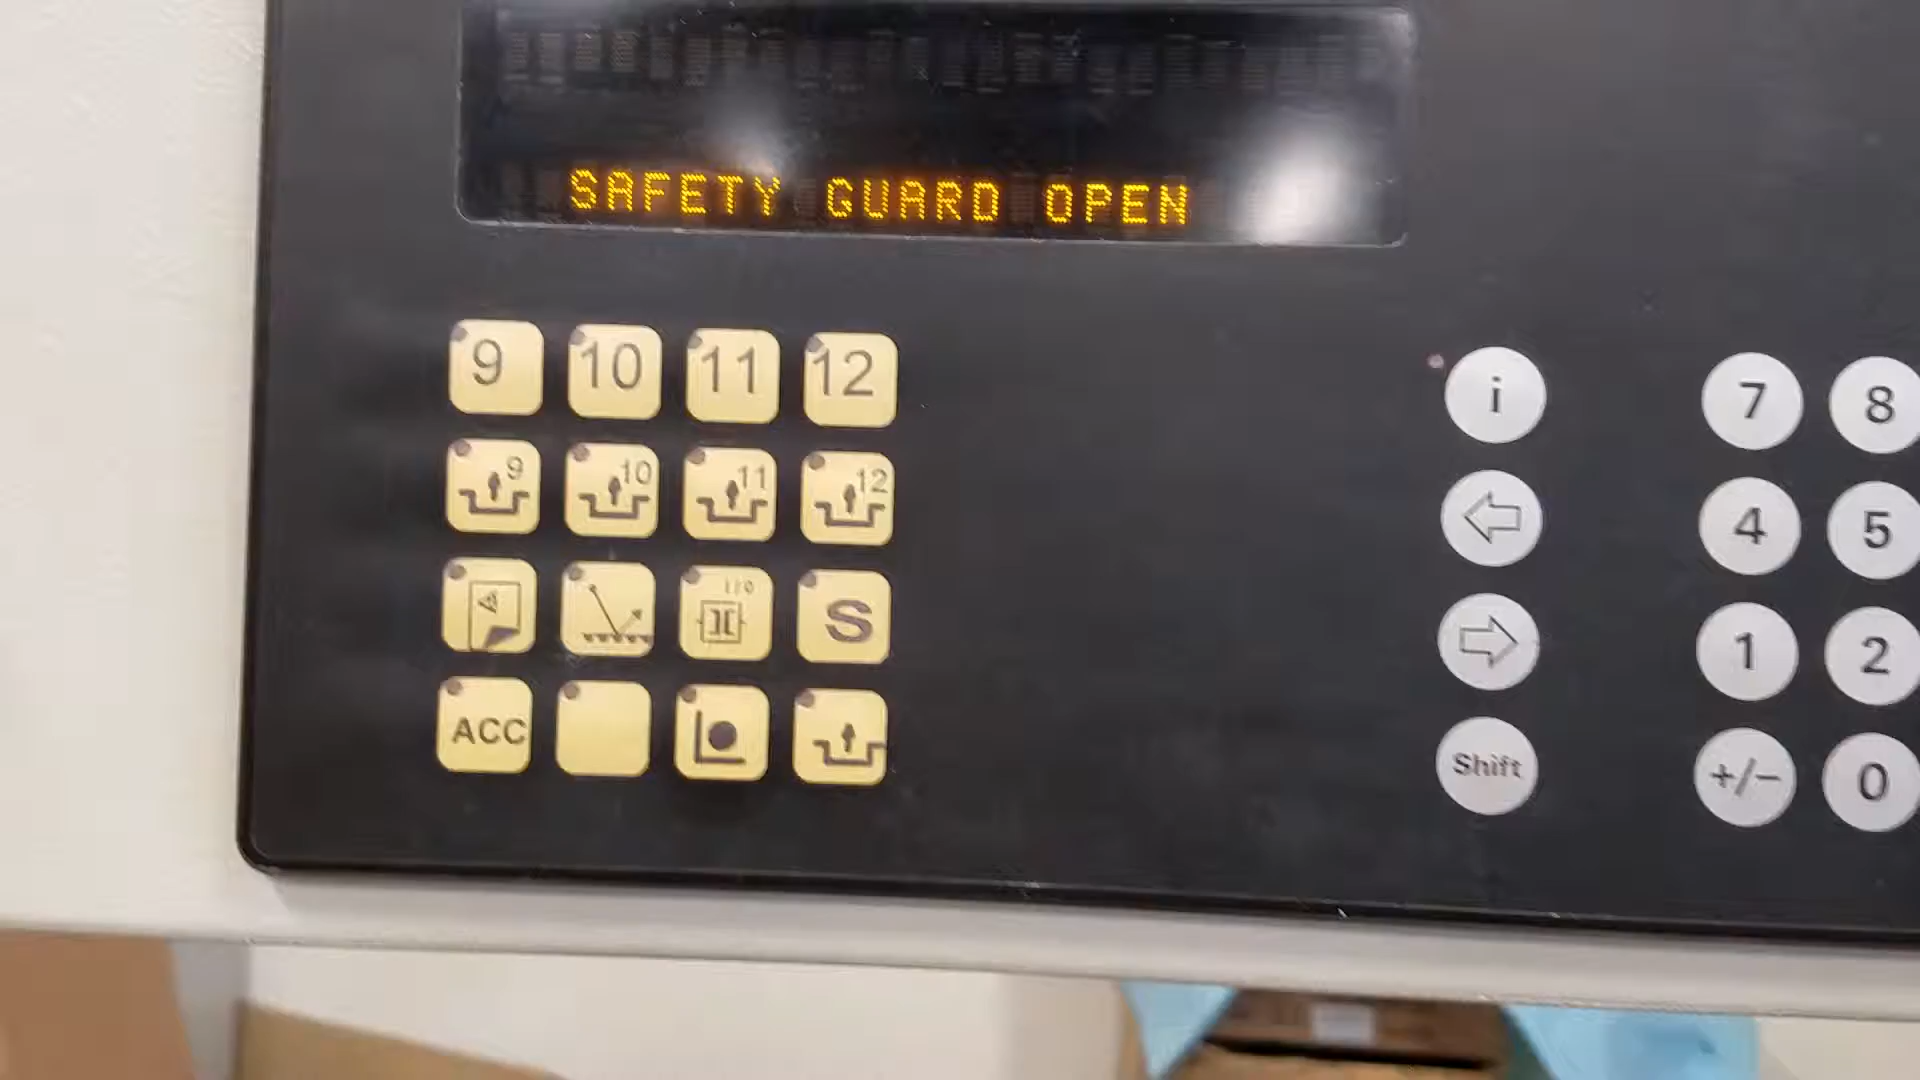 SAFETY GUARD OPEN
9 10 11 12
9 10 11 12
I/O S
ACC
i 7 8
4 5
1 2
Shift +/- 0